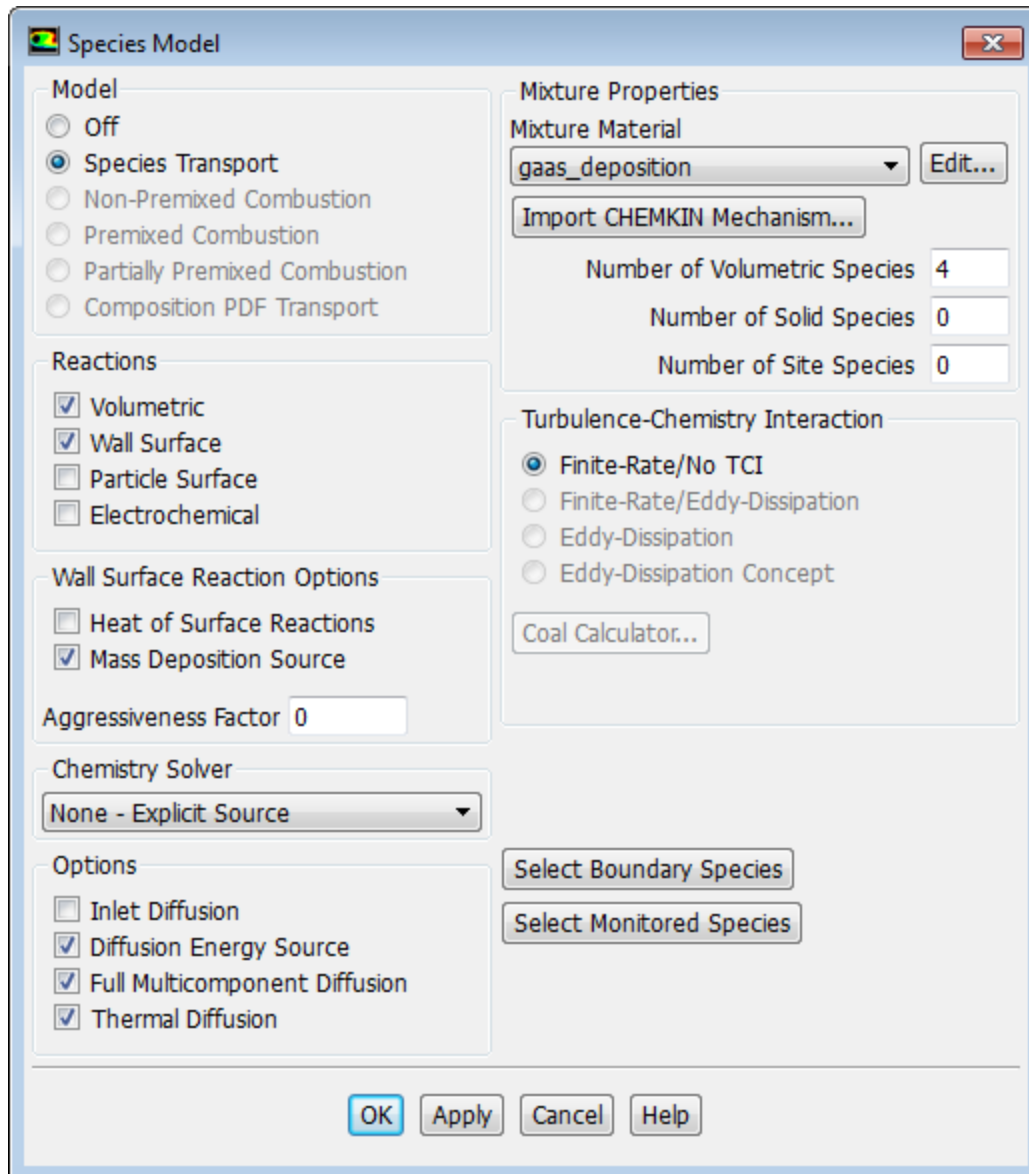 Species Model
Model
Off
Species Transport
Non-Premixed Combustion
Premixed Combustion
Partially Premixed Combustion
Composition PDF Transport
Reactions
Volumetric
Wall Surface
Particle Surface
Electrochemical
Wall Surface Reaction Options
Heat of Surface Reactions
Mass Deposition Source
Aggressiveness Factor 0
Chemistry Solver
None - Explicit Source
Options
Inlet Diffusion
Diffusion Energy Source
Full Multicomponent Diffusion
Thermal Diffusion
Mixture Properties
Mixture Material
gaas_deposition Edit...
Import CHEMKIN Mechanism...
Number of Volumetric Species 4
Number of Solid Species 0
Number of Site Species 0
Turbulence-Chemistry Interaction
Finite-Rate/No TCI
Finite-Rate/Eddy-Dissipation
Eddy-Dissipation
Eddy-Dissipation Concept
Coal Calculator...
Select Boundary Species
Select Monitored Species
OK Apply Cancel Help